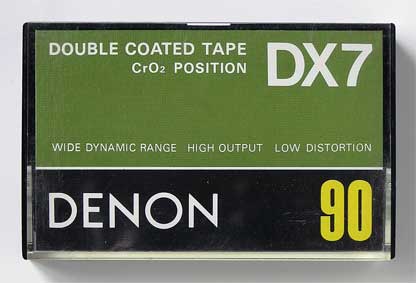 DOUBLE COATED TAPE DX7
CrO₂ POSITION
WIDE DYNAMIC RANGE HIGH OUTPUT LOW DISTORTION
DENON 90